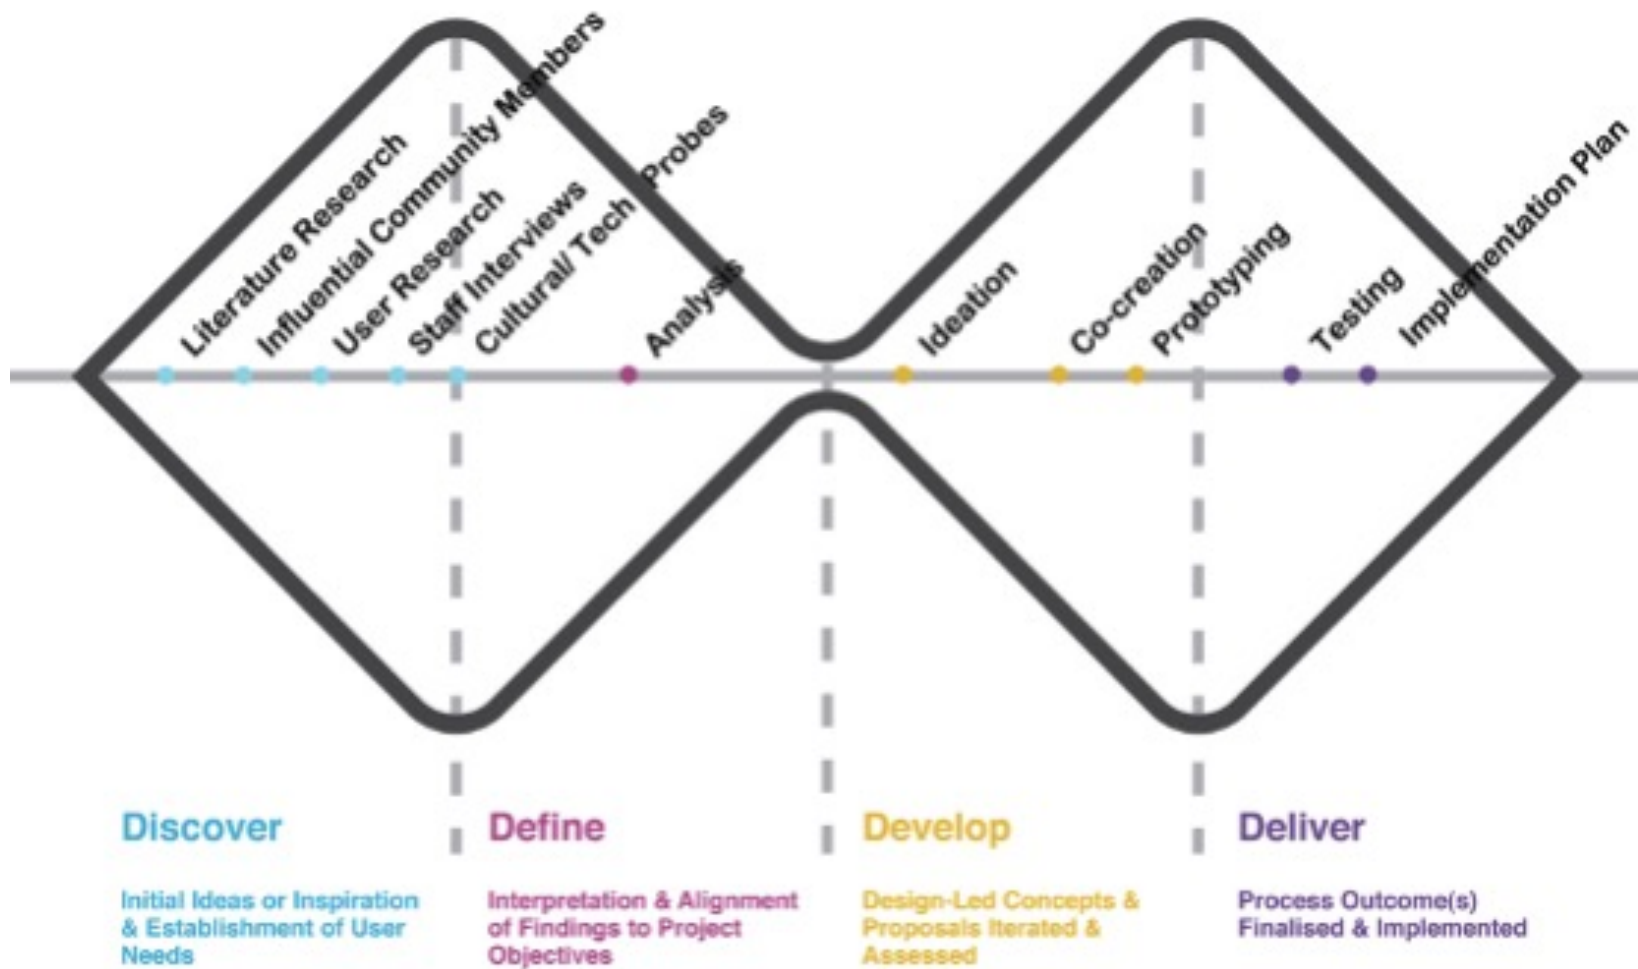 Literature Research
Influential Community Members
User Research
Staff Interviews
Cultural/ Tech Probes
Analysis
Ideation
Co-creation
Prototyping
Testing
Implementation Plan
Discover
Initial Ideas or Inspiration
& Establishment of User
Needs
Define
Interpretation & Alignment
of Findings to Project
Objectives
Develop
Design-Led Concepts &
Proposals Iterated &
Assessed
Deliver
Process Outcome(s)
Finalised & Implemented